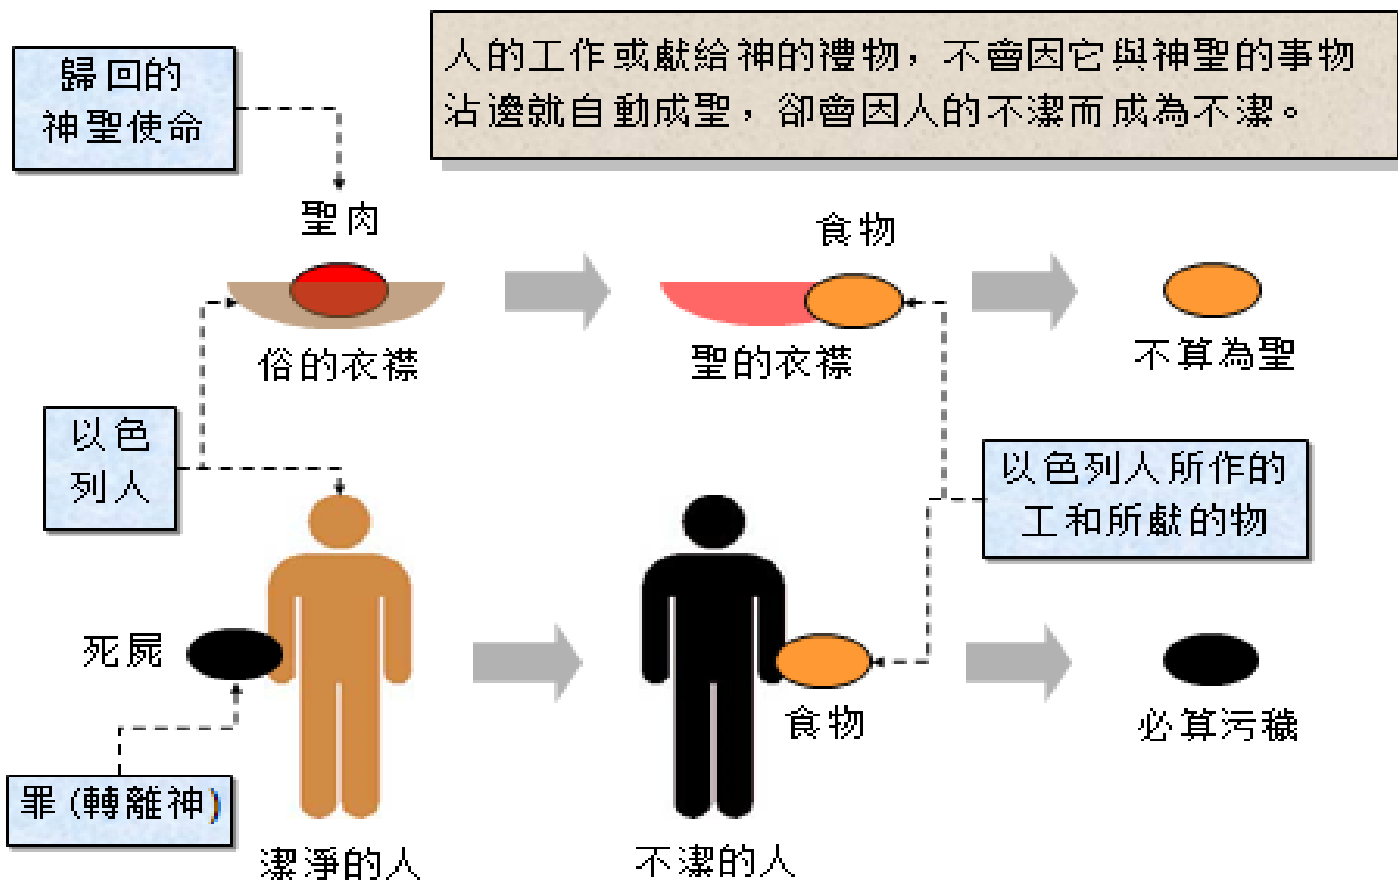 歸回的
神聖使命
人的工作或獻給神的禮物，不會因它與神聖的事物
沾邊就自動成聖，卻會因人的不潔而成為不潔。
聖肉
食物
俗的衣襟
聖的衣襟
不算為聖
以色
列人
以色列人所作的
工和所獻的物
死屍
食物
必算污穢
罪(轉離神)
潔淨的人
不潔的人